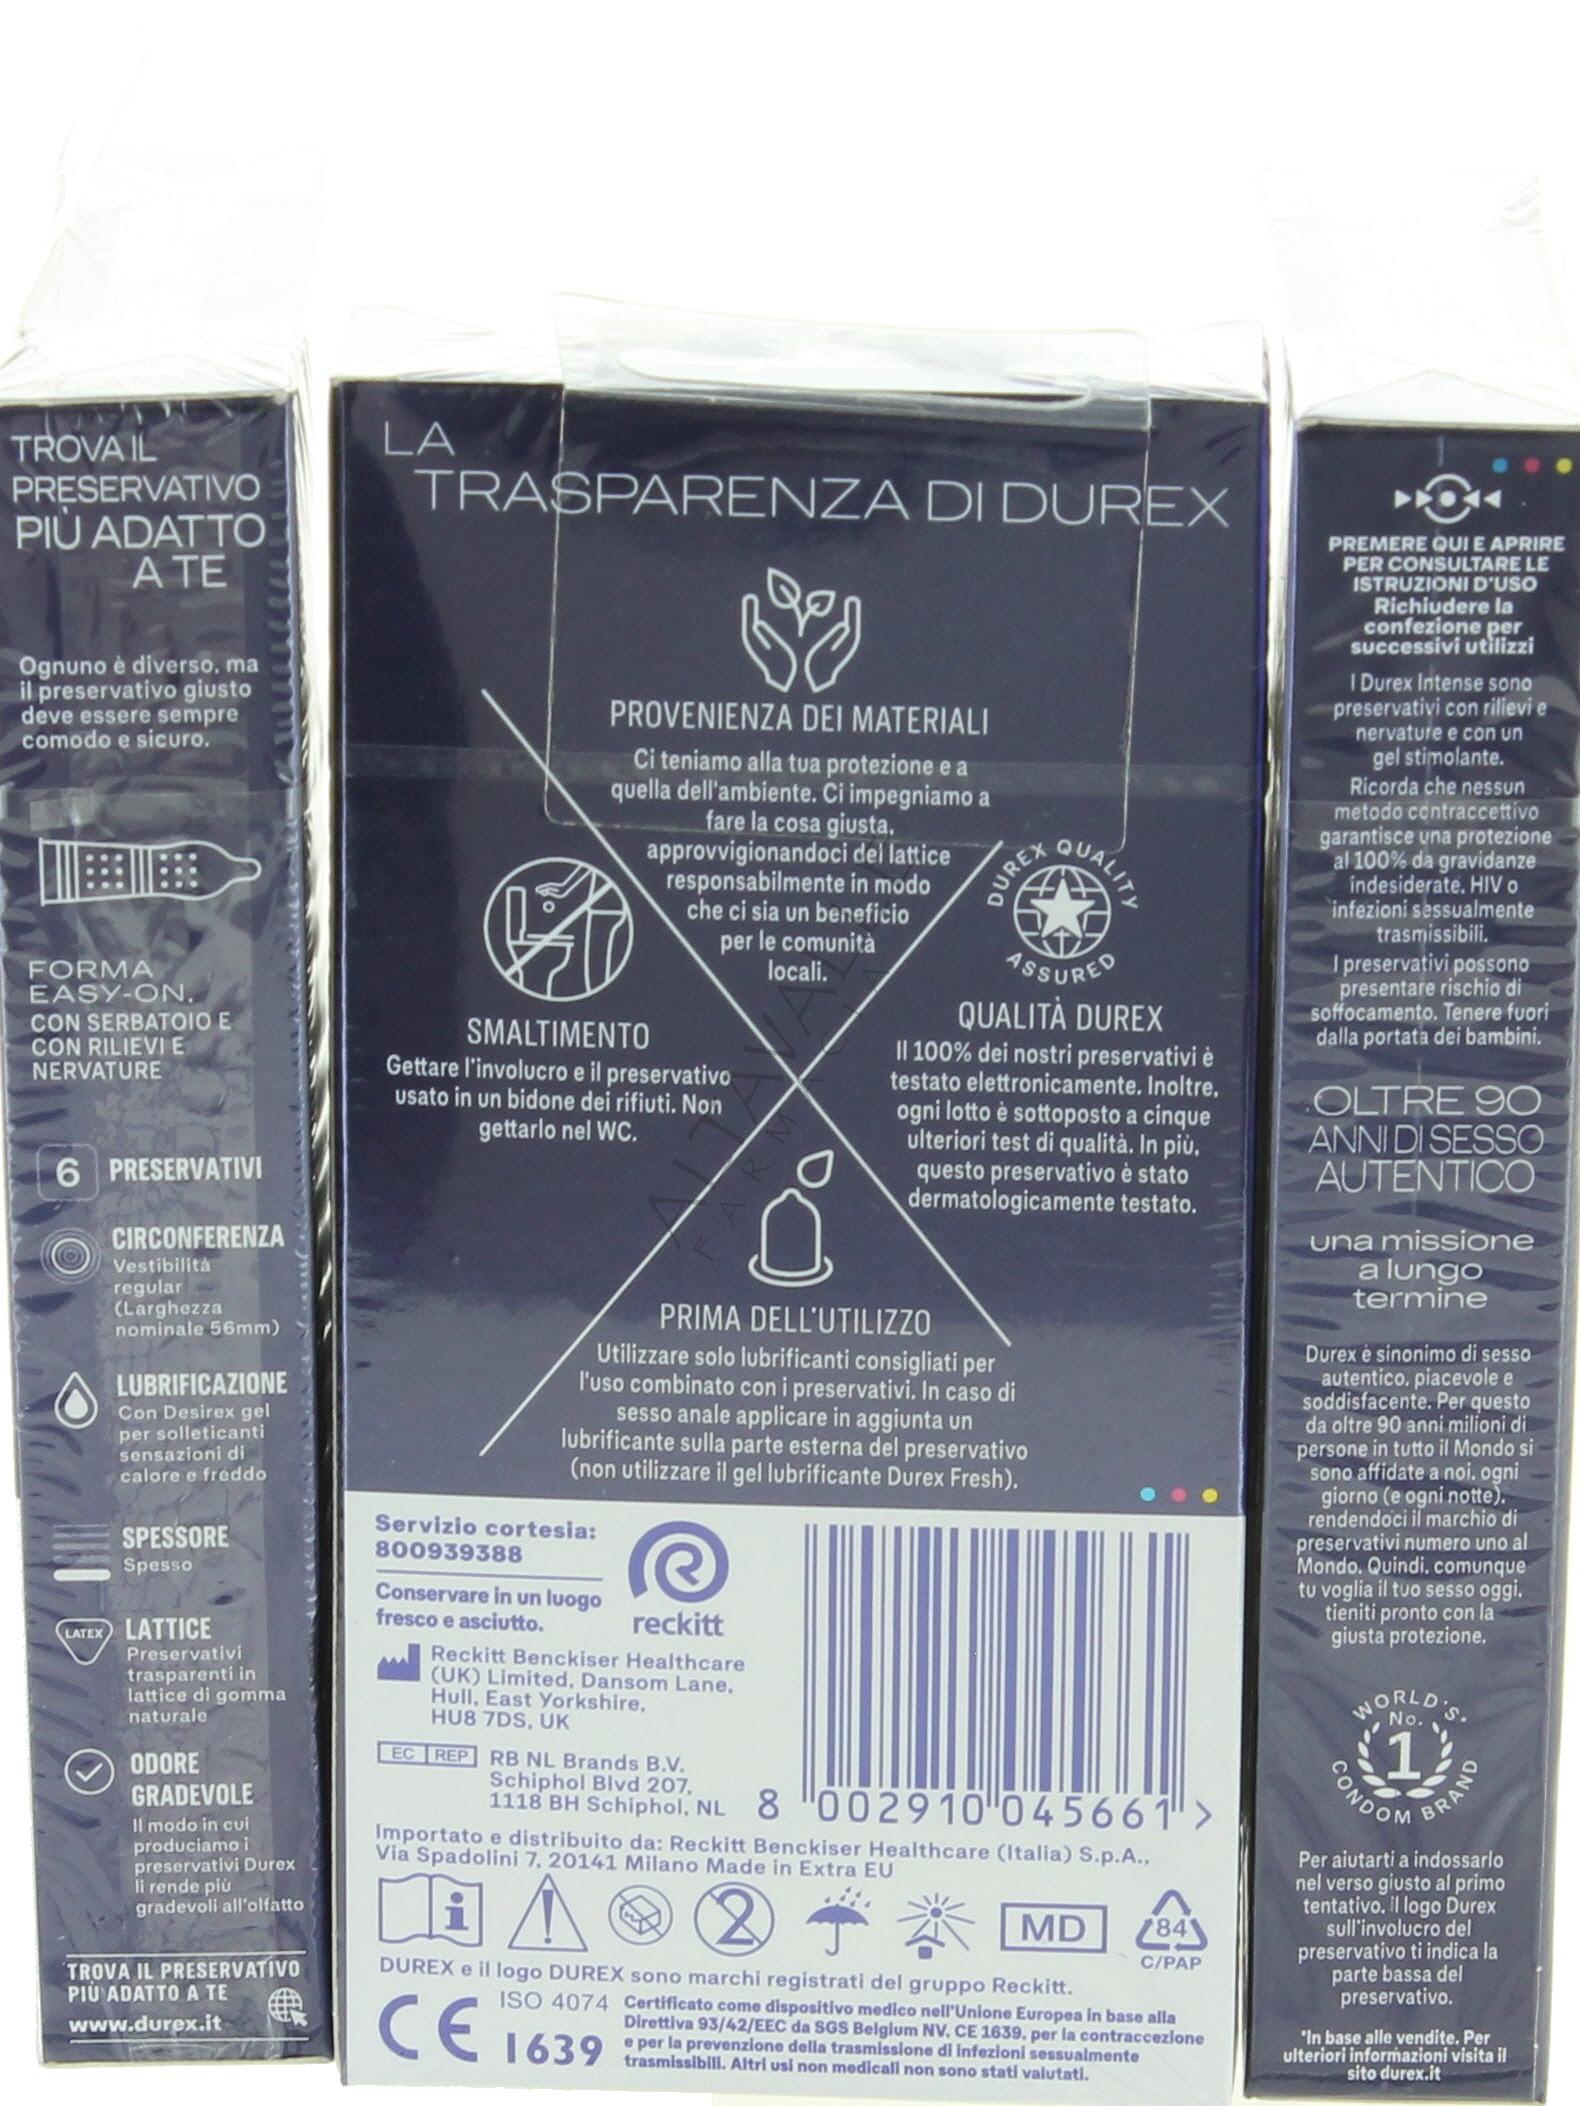 TROVA IL
PRESERVATIVO
PIÙ ADATTO
A TE
Ognuno è diverso, ma
il preservativo giusto
deve essere sempre
comodo e sicuro.
FORMA
EASY-ON,
CON SERBATOIO E
CON RILIEVI E
NERVATURE
6 PRESERVATIVI
CIRCONFERENZA
Vestibilità
regular
(Larghezza
nominale 56mm)
LUBRIFICAZIONE
Con Desirex gel
per solleticanti
sensazioni di
calore e freddo
SPESSORE
Spesso
LATEX
LATTICE
Preservativi
trasparenti in
lattice di gomma
naturale
ODORE
GRADEVOLE
Il modo in cui
produciamo i
preservativi Durex
li rende più
gradevoli all'olfatto
TROVA IL PRESERVATIVO
PIÙ ADATTO A TE
www.durex.it
LA
TRASPARENZA DI DUREX
PROVENIENZA DEI MATERIALI
Ci teniamo alla tua protezione e a
quella dell'ambiente. Ci impegniamo a
fare la cosa giusta,
approvvigionandoci del lattice
responsabilmente in modo
che ci sia un beneficio
per le comunità
locali.
SMALTIMENTO
Gettare l'involucro e il preservativo
usato in un bidone dei rifiuti. Non
gettarlo nel WC.
DUREX QUALITY
ASSURED
QUALITÀ DUREX
Il 100% dei nostri preservativi è
testato elettronicamente. Inoltre,
ogni lotto è sottoposto a cinque
ulteriori test di qualità. In più,
questo preservativo è stato
dermatologicamente testato.
PRIMA DELL'UTILIZZO
Utilizzare solo lubrificanti consigliati per
l'uso combinato con i preservativi. In caso di
sesso anale applicare in aggiunta un
lubrificante sulla parte esterna del preservativo
(non utilizzare il gel lubrificante Durex Fresh).
Servizio cortesia:
800939388
Conservare in un luogo
fresco e asciutto.
reckitt
Reckitt Benckiser Healthcare
(UK) Limited, Dansom Lane,
Hull, East Yorkshire,
HU8 7DS, UK
EC REP
RB NL Brands B.V.
Schiphol Blvd 207,
1118 BH Schiphol, NL
8 002910 045661 >
Importato e distribuito da: Reckitt Benckiser Healthcare (Italia) S.p.A.,
Via Spadolini 7, 20141 Milano Made in Extra EU
2
MD
84
C/PAP
DUREX e il logo DUREX sono marchi registrati del gruppo Reckitt.
CE
1639
ISO 4074
Certificato come dispositivo medico nell'Unione Europea in base alla
Direttiva 93/42/EEC da SGS Belgium NV, CE 1639, per la contraccezione
e per la prevenzione della trasmissione di infezioni sessualmente
trasmissibili. Altri usi non medicali non sono stati valutati.
PREMERE QUI E APRIRE
PER CONSULTARE LE
ISTRUZIONI D'USO
Richiudere la
confezione per
successivi utilizzi
I Durex Intense sono
preservativi con rilievi e
nervature e con un
gel stimolante.
Ricorda che nessun
metodo contraccettivo
garantisce una protezione
al 100% da gravidanze
indesiderate, HIV o
infezioni sessualmente
trasmissibili.
I preservativi possono
presentare rischio di
soffocamento. Tenere fuori
dalla portata dei bambini.
OLTRE 90
ANNI DI SESSO
AUTENTICO
una missione
a lungo
termine
Durex è sinonimo di sesso
autentico, piacevole e
soddisfacente. Per questo
da oltre 90 anni milioni di
persone in tutto il Mondo si
sono affidate a noi, ogni
giorno (e ogni notte),
rendendoci il marchio di
preservativi numero uno al
Mondo. Quindi, comunque
tu voglia il tuo sesso oggi,
tieniti pronto con la
giusta protezione.
WORLD'S*
No.
1
CONDOM BRAND
Per aiutarti a indossarlo
nel verso giusto al primo
tentativo, il logo Durex
sull'involucro del
preservativo ti indica la
parte bassa del
preservativo.
*In base alle vendite. Per
ulteriori informazioni visita il
sito durex.it
ALTAVALLE
FARMACIA